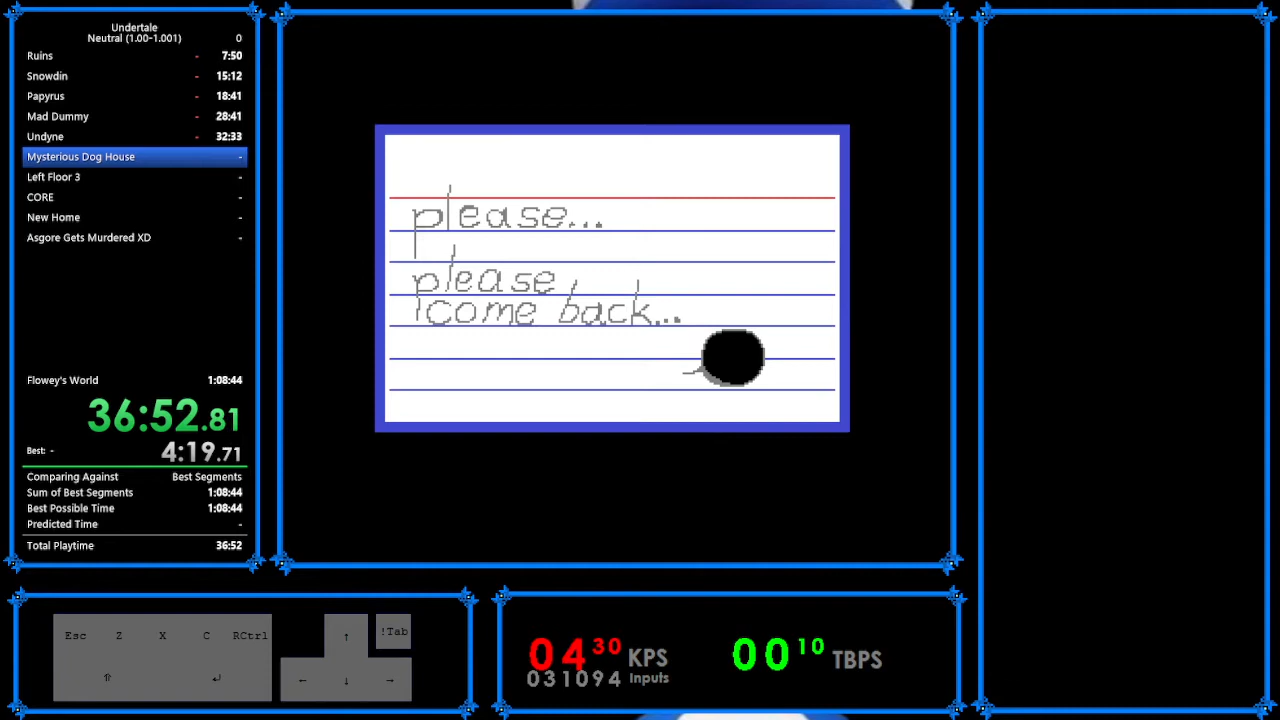 Undertale
Neutral (1.00-1.001) 0
Ruins - 7:50
Snowdin - 15:12
Papyrus - 18:41
Mad Dummy - 28:41
Undyne - 32:33
Mysterious Dog House -
Left Floor 3 -
CORE -
New Home -
Asgore Gets Murdered XD -
Flowey's World 1:08:44
36:52.81
Best: - 4:19.71
Comparing Against Best Segments
Sum of Best Segments 1:08:44
Best Possible Time 1:08:44
Predicted Time -
Total Playtime 36:52
please...
please
come back...
Esc Z X C RCtrl ↑ !Tab
⇧ ↵ ← ↓ →
04 30 KPS 00 10 TBPS
031094 Inputs